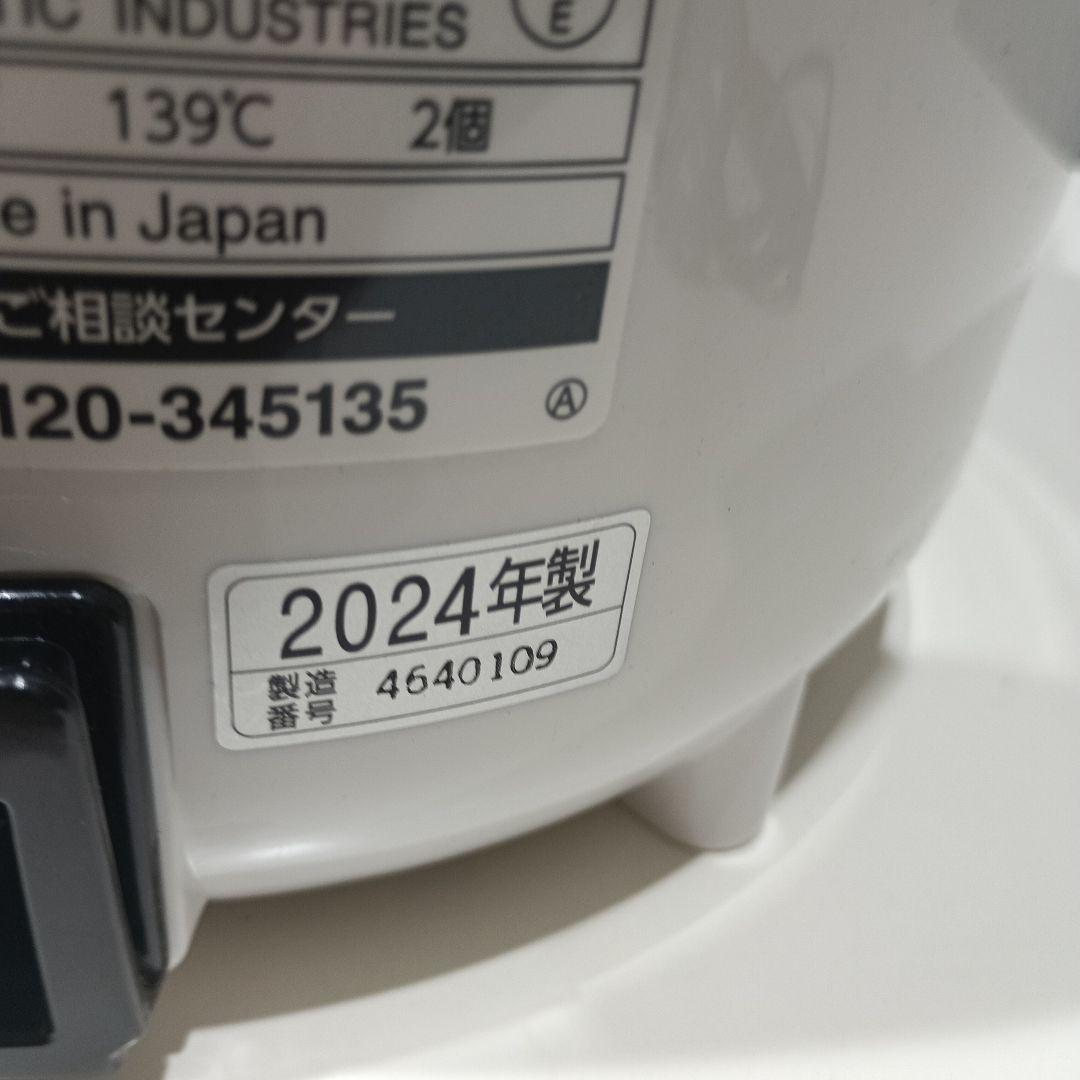 TIC INDUSTRIES
E
139℃ 2個
e in Japan
ご相談センター
120-345135 Ⓐ
2024年製
製造番号 4640109